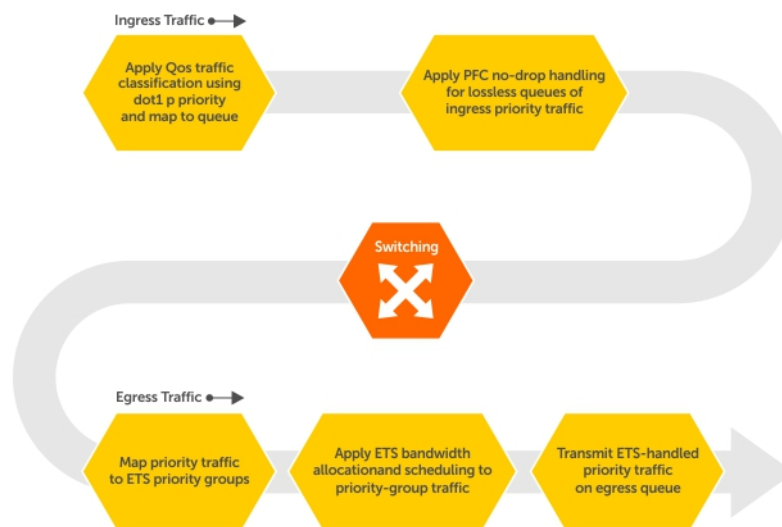 Ingress Traffic
Apply Qos traffic
classification using
dot1 p priority
and map to queue
Apply PFC no-drop handling
for lossless queues of
ingress priority traffic
Switching
Egress Traffic
Map priority traffic
to ETS priority groups
Apply ETS bandwidth
allocationand scheduling to
priority-group traffic
Transmit ETS-handled
priority traffic
on egress queue